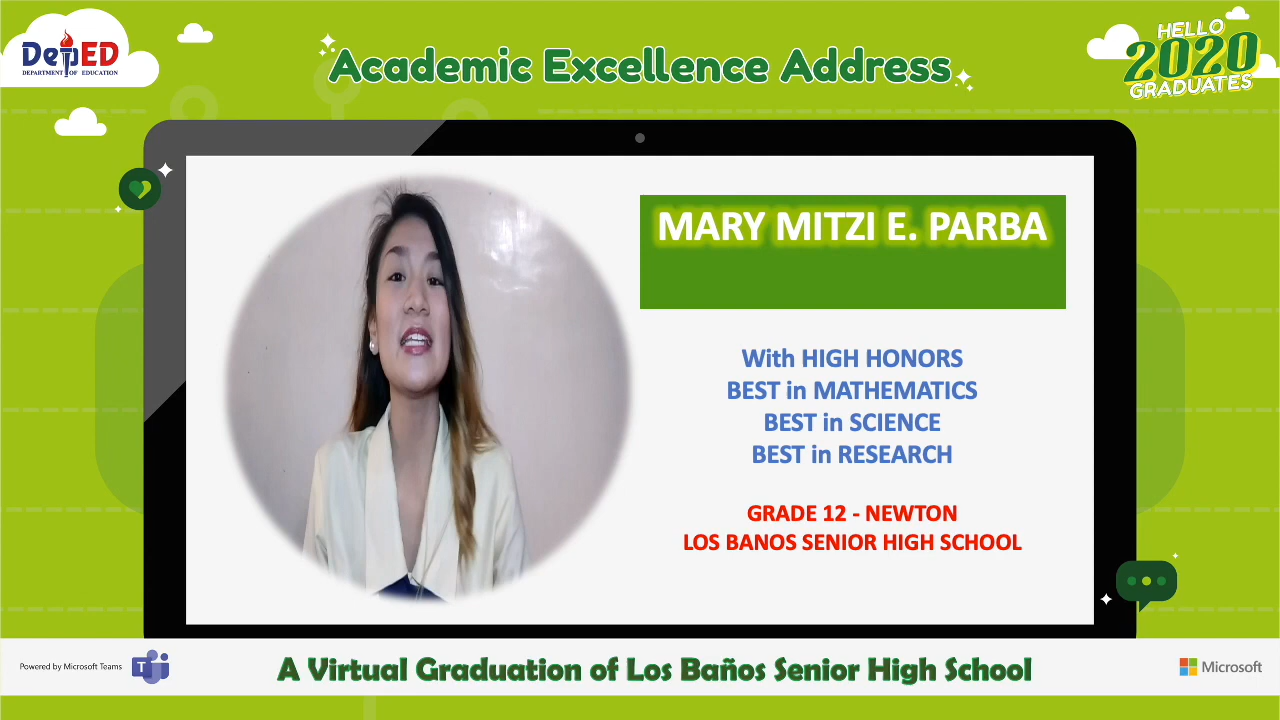 DepED
DEPARTMENT OF EDUCATION
Academic Excellence Address
HELLO
2020
GRADUATES
MARY MITZI E. PARBA
With HIGH HONORS
BEST in MATHEMATICS
BEST in SCIENCE
BEST in RESEARCH
GRADE 12 - NEWTON
LOS BANOS SENIOR HIGH SCHOOL
Powered by Microsoft Teams
T
A Virtual Graduation of Los Baños Senior High School
Microsoft